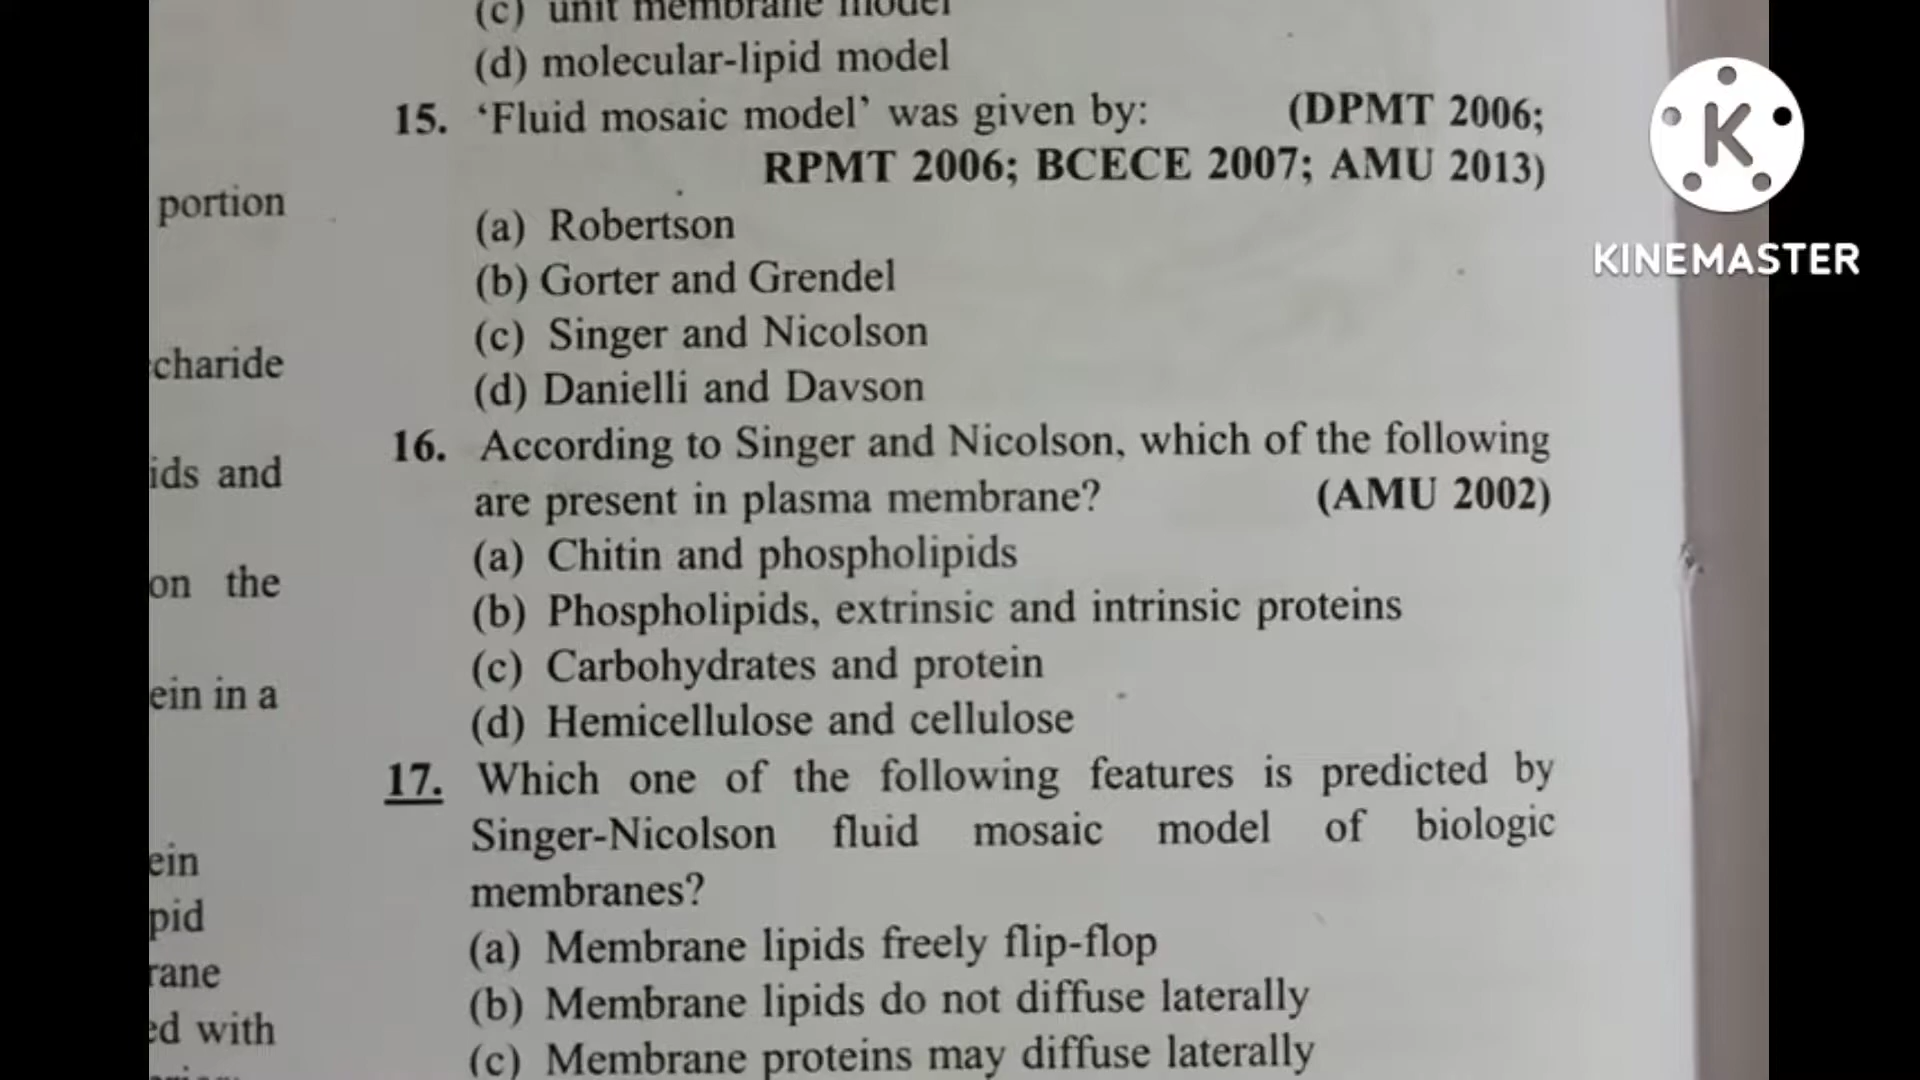 (c) unit membrane model
(d) molecular-lipid model
15. ‘Fluid mosaic model’ was given by: (DPMT 2006;
RPMT 2006; BCECE 2007; AMU 2013)
(a) Robertson
(b) Gorter and Grendel
(c) Singer and Nicolson
(d) Danielli and Davson
16. According to Singer and Nicolson, which of the following
are present in plasma membrane? (AMU 2002)
(a) Chitin and phospholipids
(b) Phospholipids, extrinsic and intrinsic proteins
(c) Carbohydrates and protein
(d) Hemicellulose and cellulose
17. Which one of the following features is predicted by
Singer-Nicolson fluid mosaic model of biologic
membranes?
(a) Membrane lipids freely flip-flop
(b) Membrane lipids do not diffuse laterally
(c) Membrane proteins may diffuse laterally
portion
charide
ids and
on the
ein in a
ein
pid
rane
ed with
K
KINEMASTER